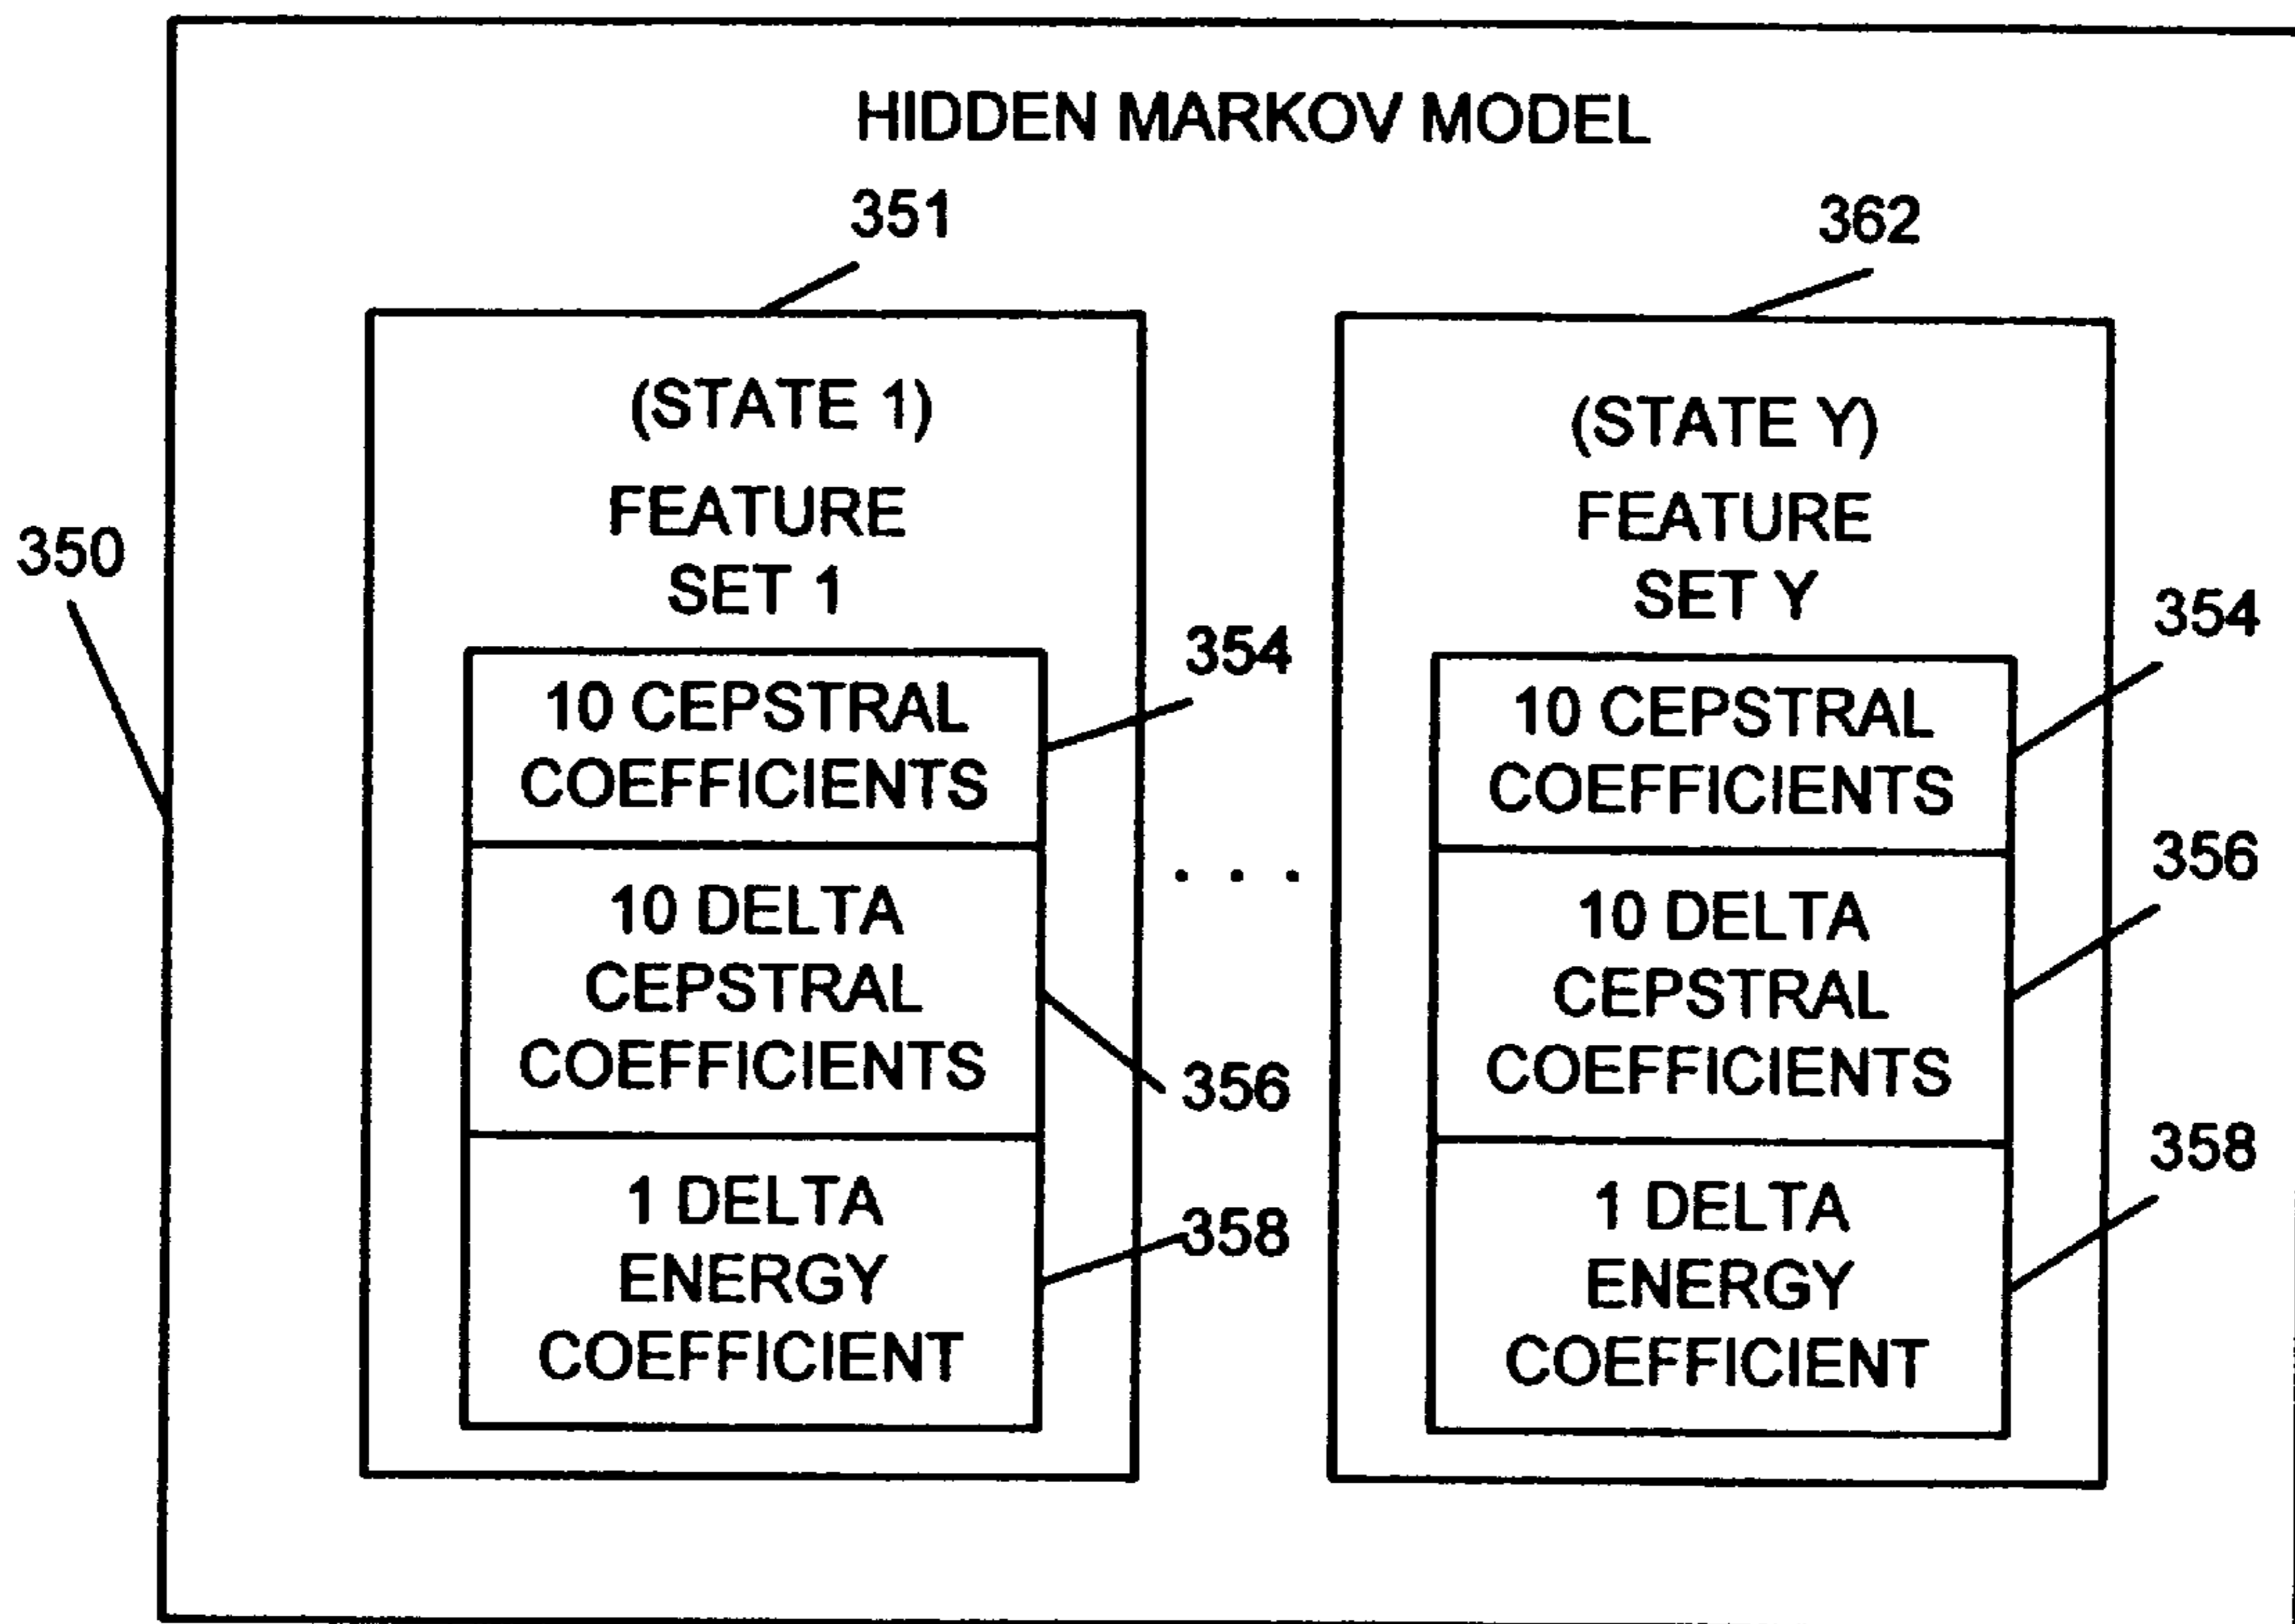 HIDDEN MARKOV MODEL
351
362
350
(STATE 1)
FEATURE
SET 1
354
10 CEPSTRAL
COEFFICIENTS
10 DELTA
CEPSTRAL
COEFFICIENTS
356
1 DELTA
ENERGY
COEFFICIENT
358
. . .
(STATE Y)
FEATURE
SET Y
354
10 CEPSTRAL
COEFFICIENTS
356
10 DELTA
CEPSTRAL
COEFFICIENTS
358
1 DELTA
ENERGY
COEFFICIENT